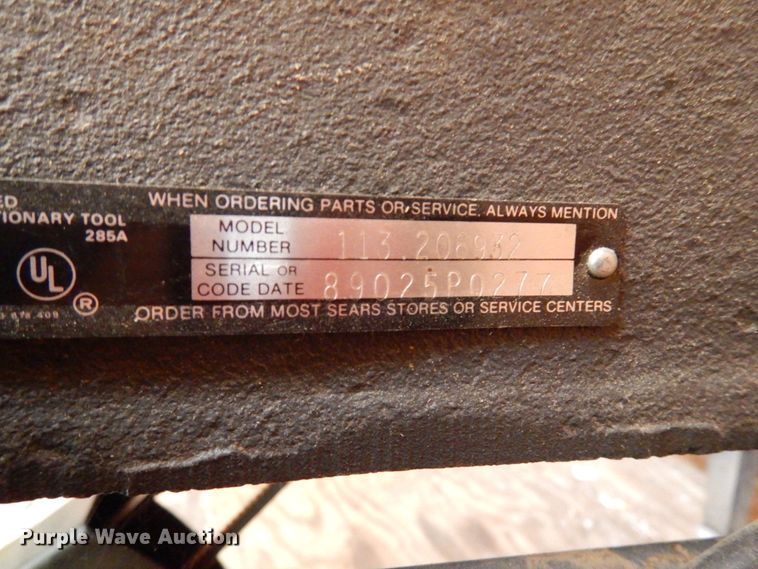 ED
WHEN ORDERING PARTS OR SERVICE, ALWAYS MENTION
TIONARY TOOL
285A
MODEL NUMBER 113.206932
UL
SERIAL OR CODE DATE 89025P0277
®
ORDER FROM MOST SEARS STORES OR SERVICE CENTERS
Purple Wave Auction